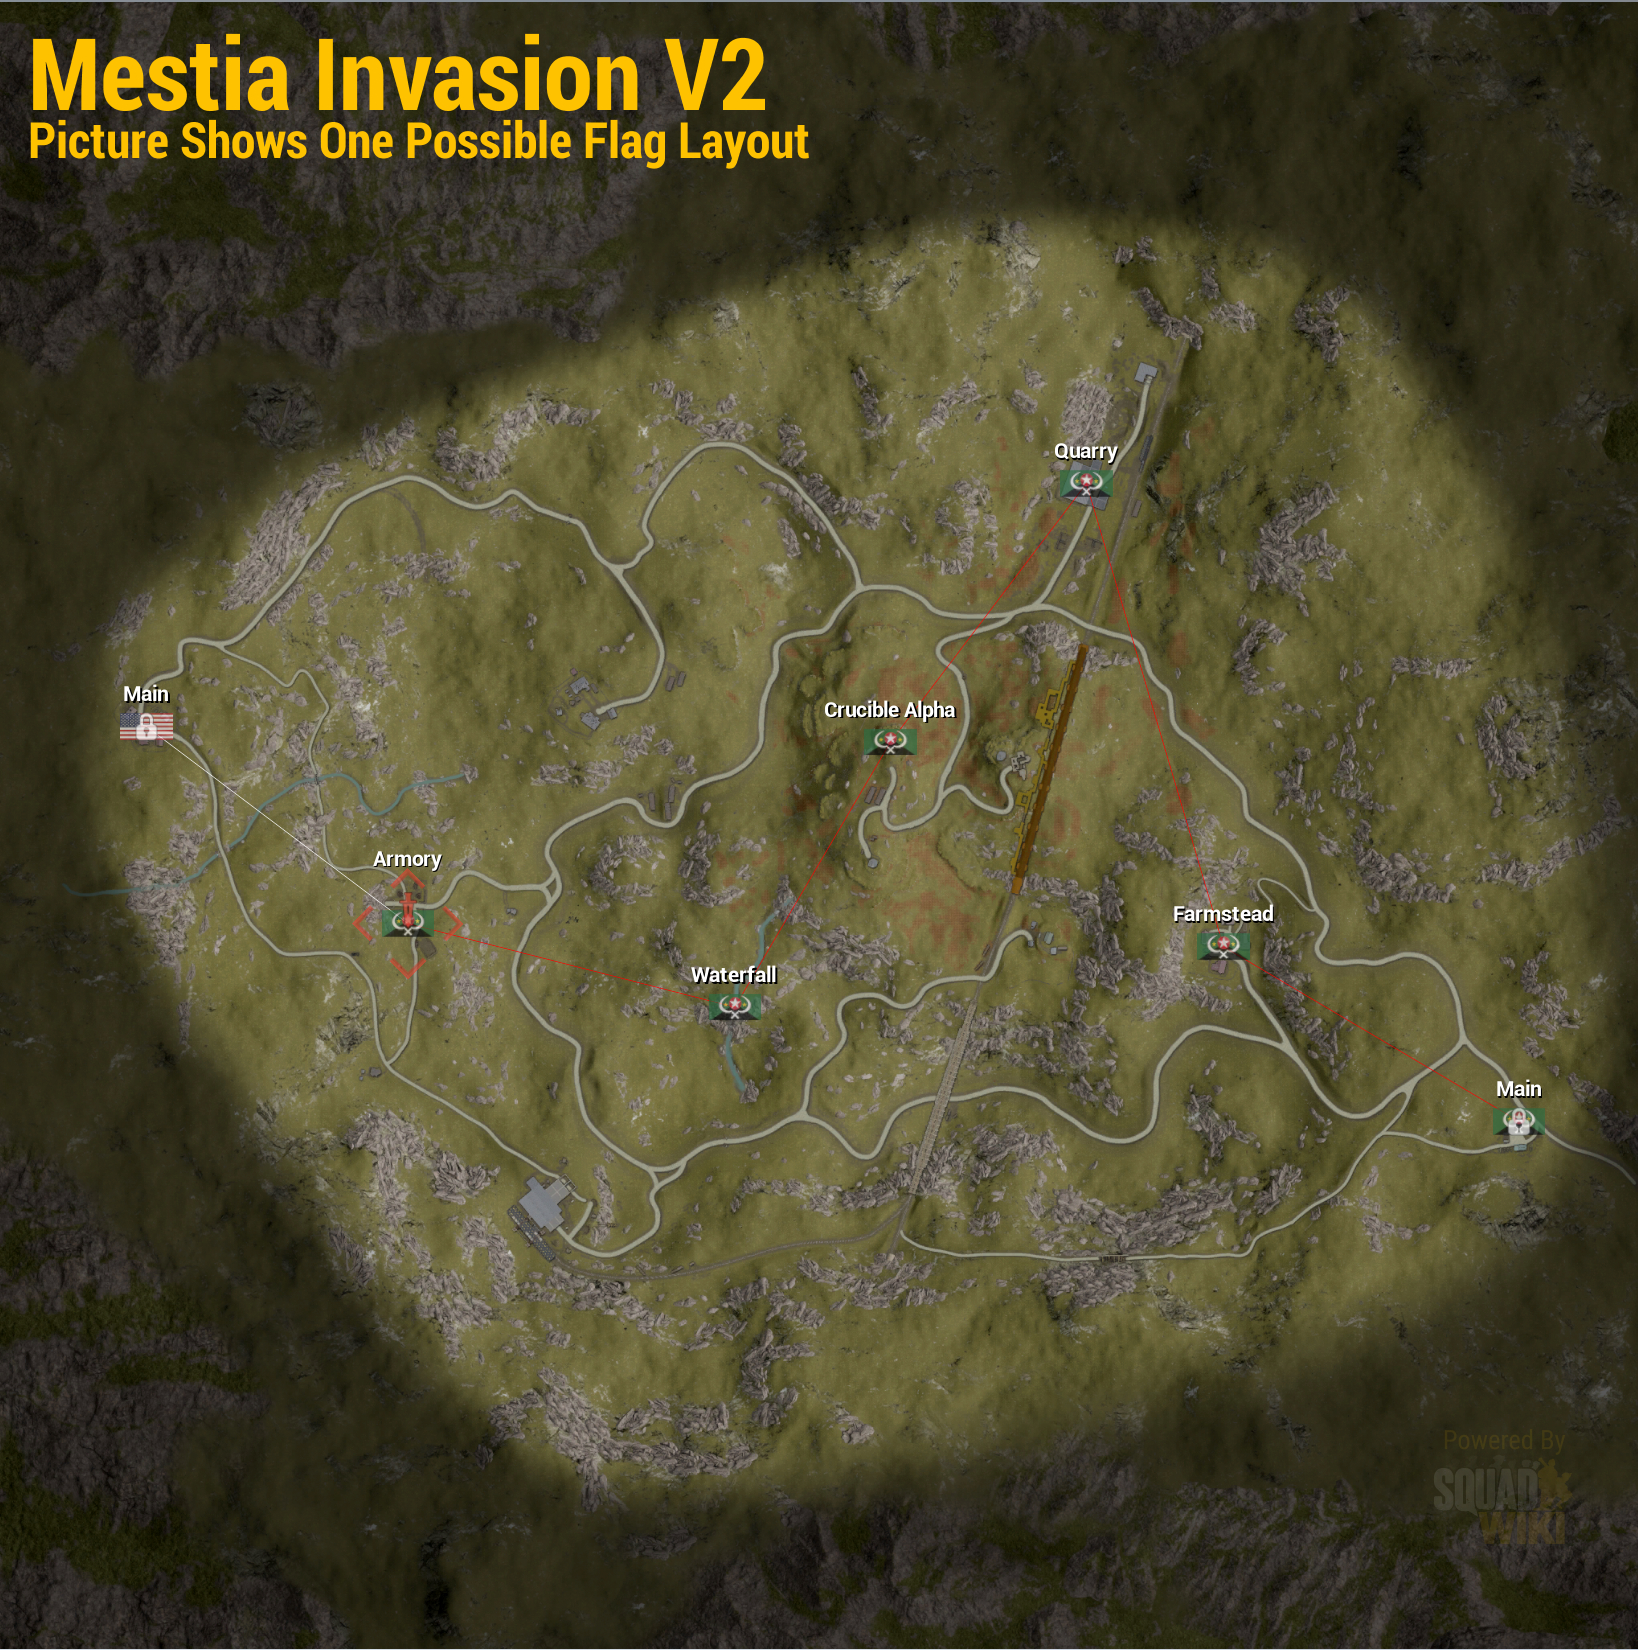 Mestia Invasion V2
Picture Shows One Possible Flag Layout
Quarry
Main
Crucible Alpha
Armory
Farmstead
Waterfall
Main
Powered By
SQUAD
WIKI